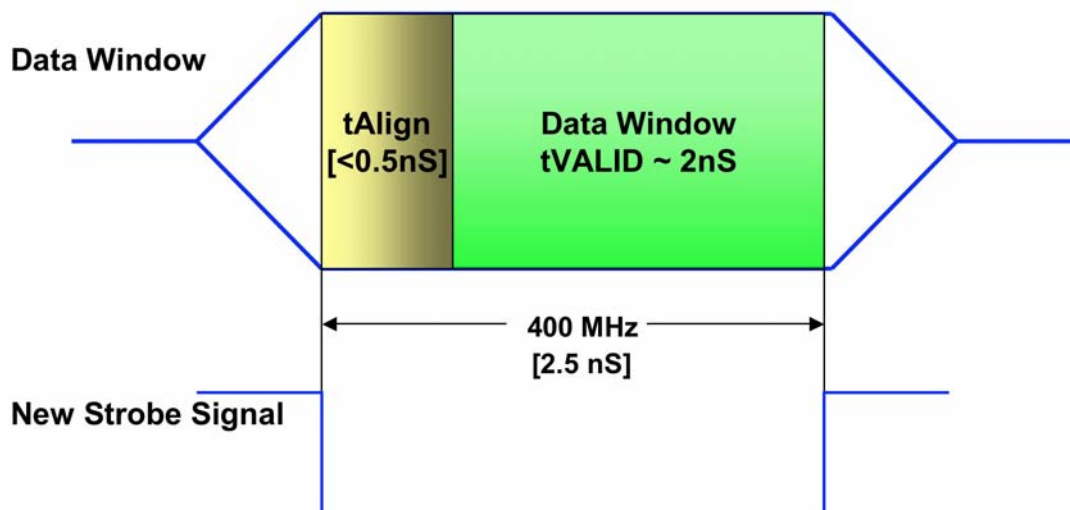 Data Window
tAlign
[<0.5nS]
Data Window
tVALID ~ 2nS
400 MHz
[2.5 nS]
New Strobe Signal